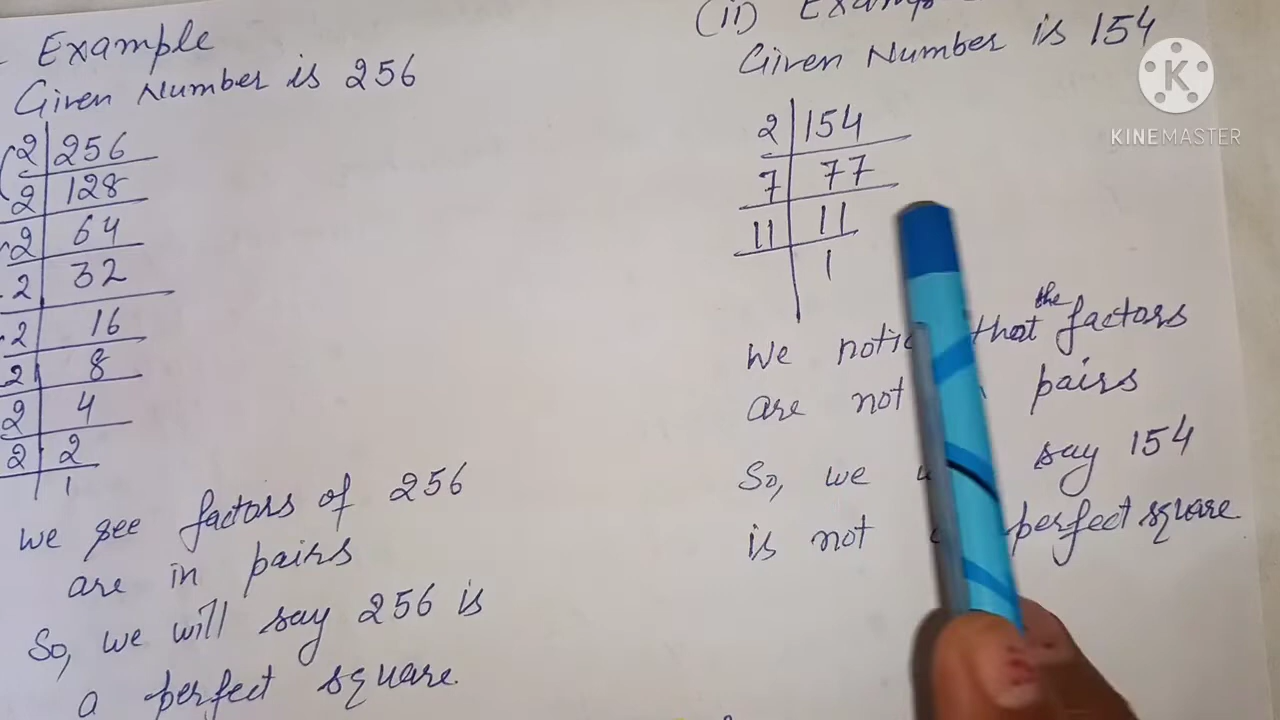 Example
Given Number is 256
2 256
2 128
2 64
2 32
2 16
2 8
2 4
2 2
1
We see factors of 256
are in pairs
So, we will say 256 is
a perfect square.
(ii)
Given Number is 154
2 154
7 77
11 11
1
We that the factors
are not pairs
So, we say 154
is not perfect square
K
KINEMASTER